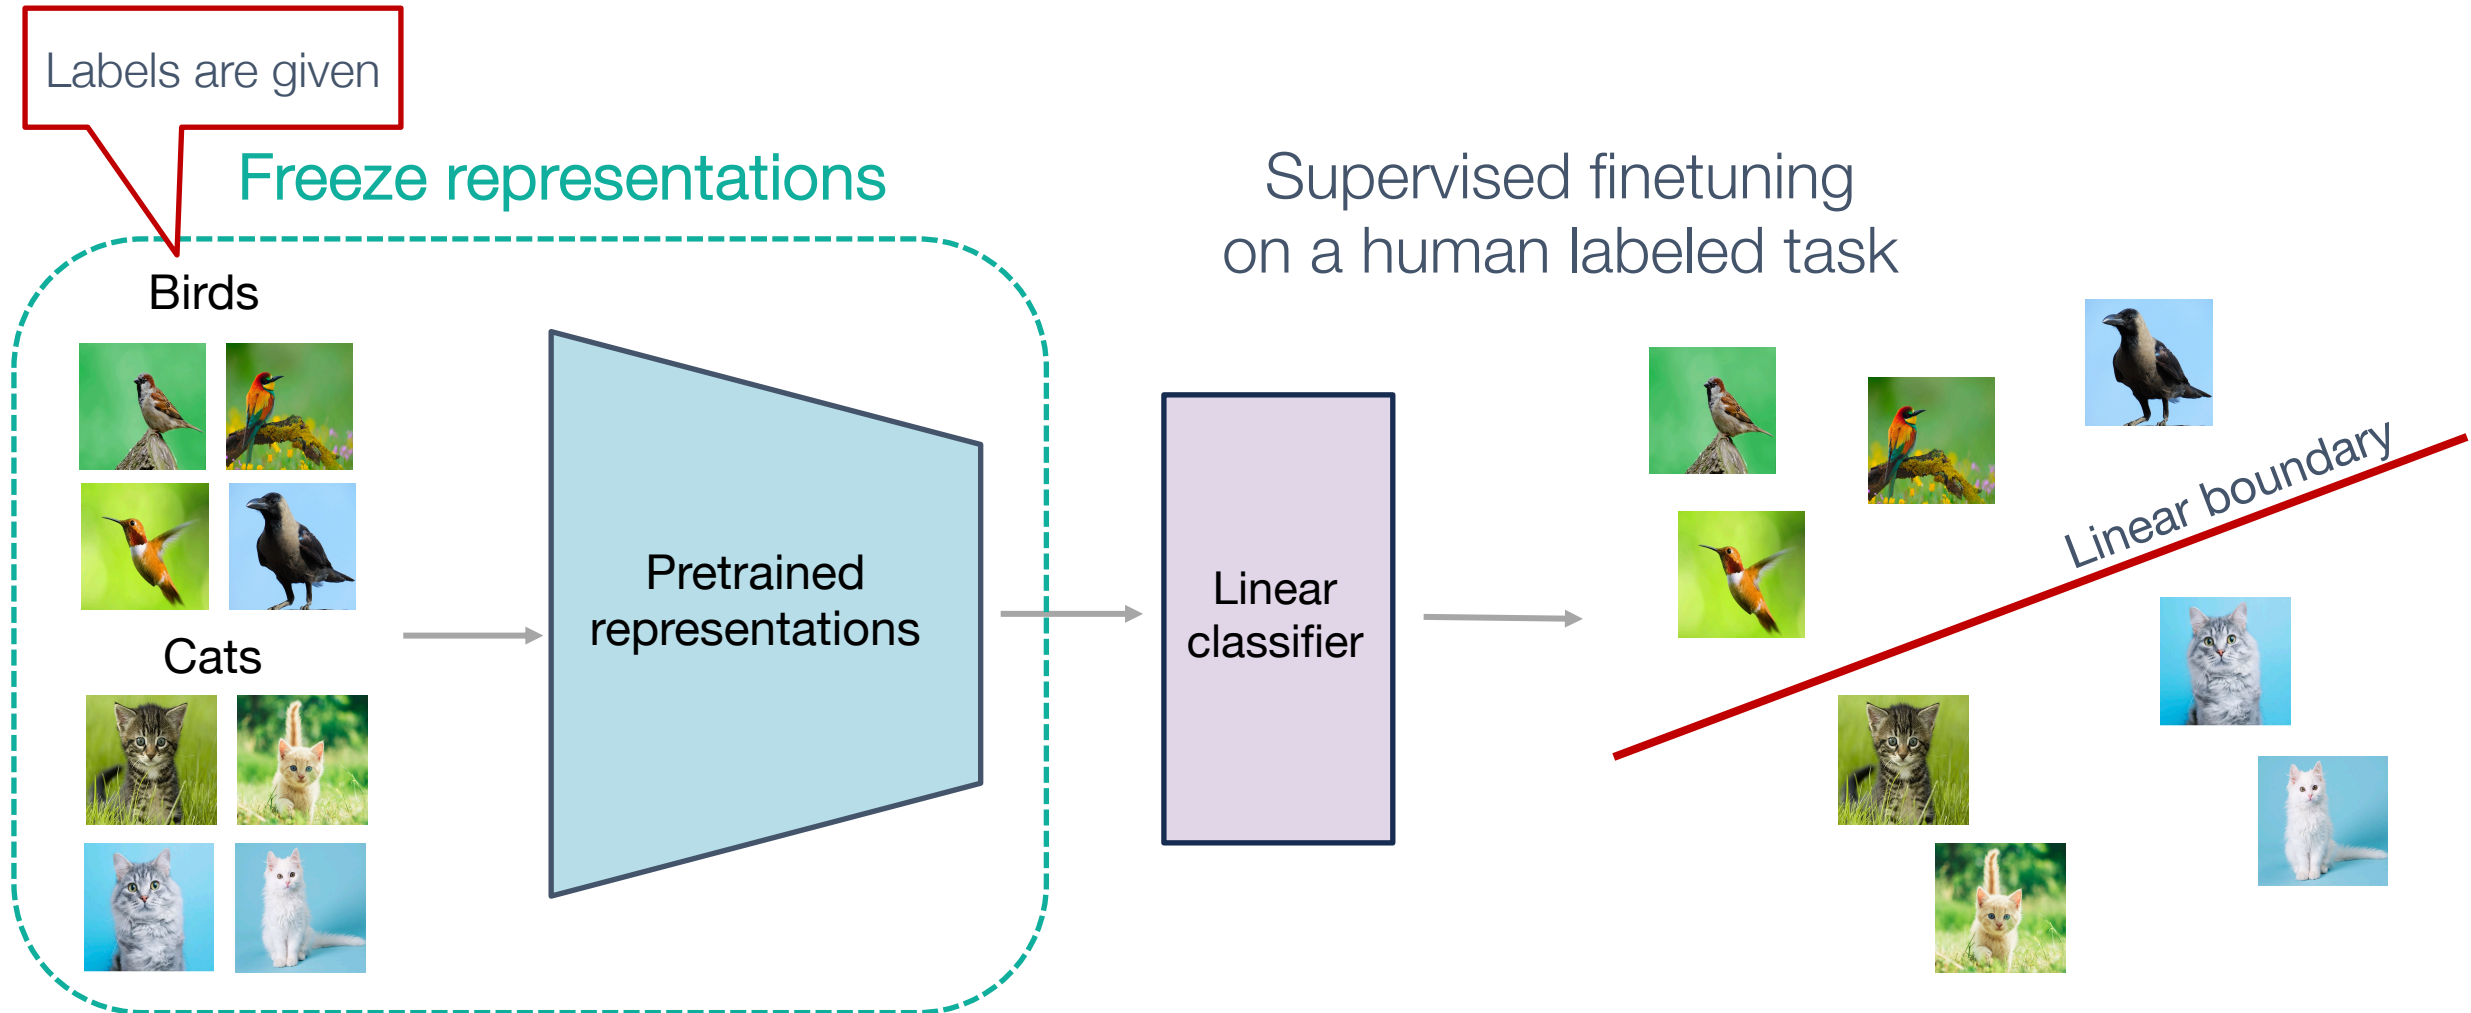 Labels are given
Freeze representations
Supervised finetuning
on a human labeled task
Birds
Cats
Pretrained
representations
Linear
classifier
Linear boundary